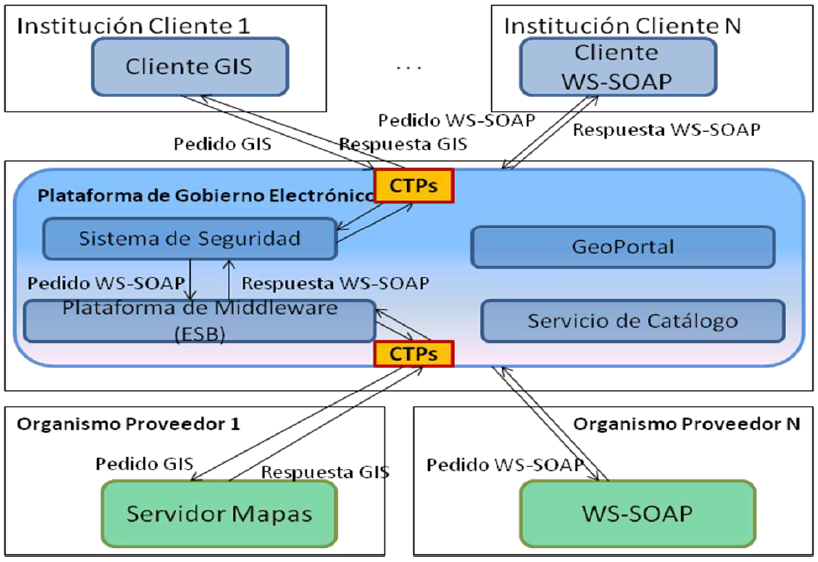 Institución Cliente 1
Cliente GIS
...
Institución Cliente N
Cliente
WS-SOAP
Pedido GIS
Respuesta GIS
Pedido WS-SOAP
Respuesta WS-SOAP
CTPs
Plataforma de Gobierno Electrónico
Sistema de Seguridad
GeoPortal
Pedido WS-SOAP
Respuesta WS-SOAP
Plataforma de Middleware
(ESB)
Servicio de Catálogo
CTPs
Organismo Proveedor 1
Pedido GIS
Respuesta GIS
Servidor Mapas
Organismo Proveedor N
Pedido WS-SOAP
WS-SOAP